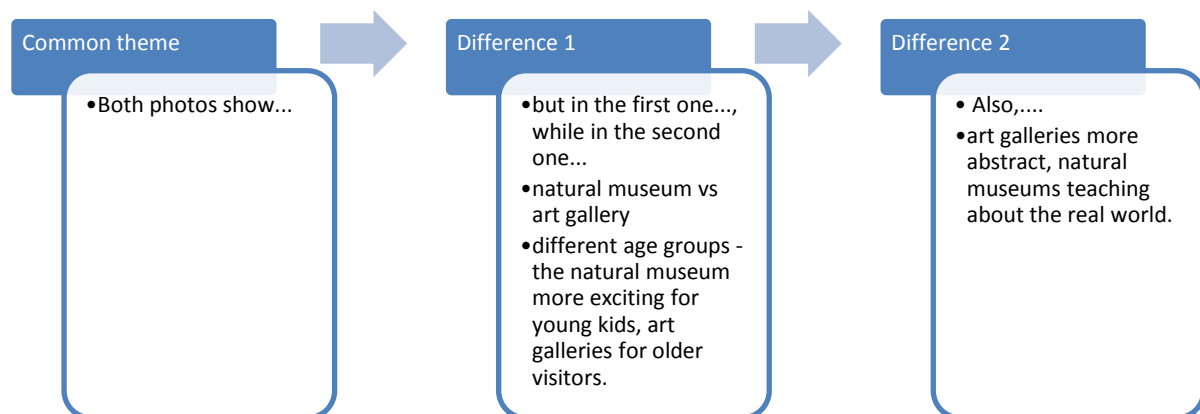 Common theme
•Both photos show...
Difference 1
•but in the first one...,
while in the second
one...
•natural museum vs
art gallery
•different age groups -
the natural museum
more exciting for
young kids, art
galleries for older
visitors.
Difference 2
• Also,....
•art galleries more
abstract, natural
museums teaching
about the real world.